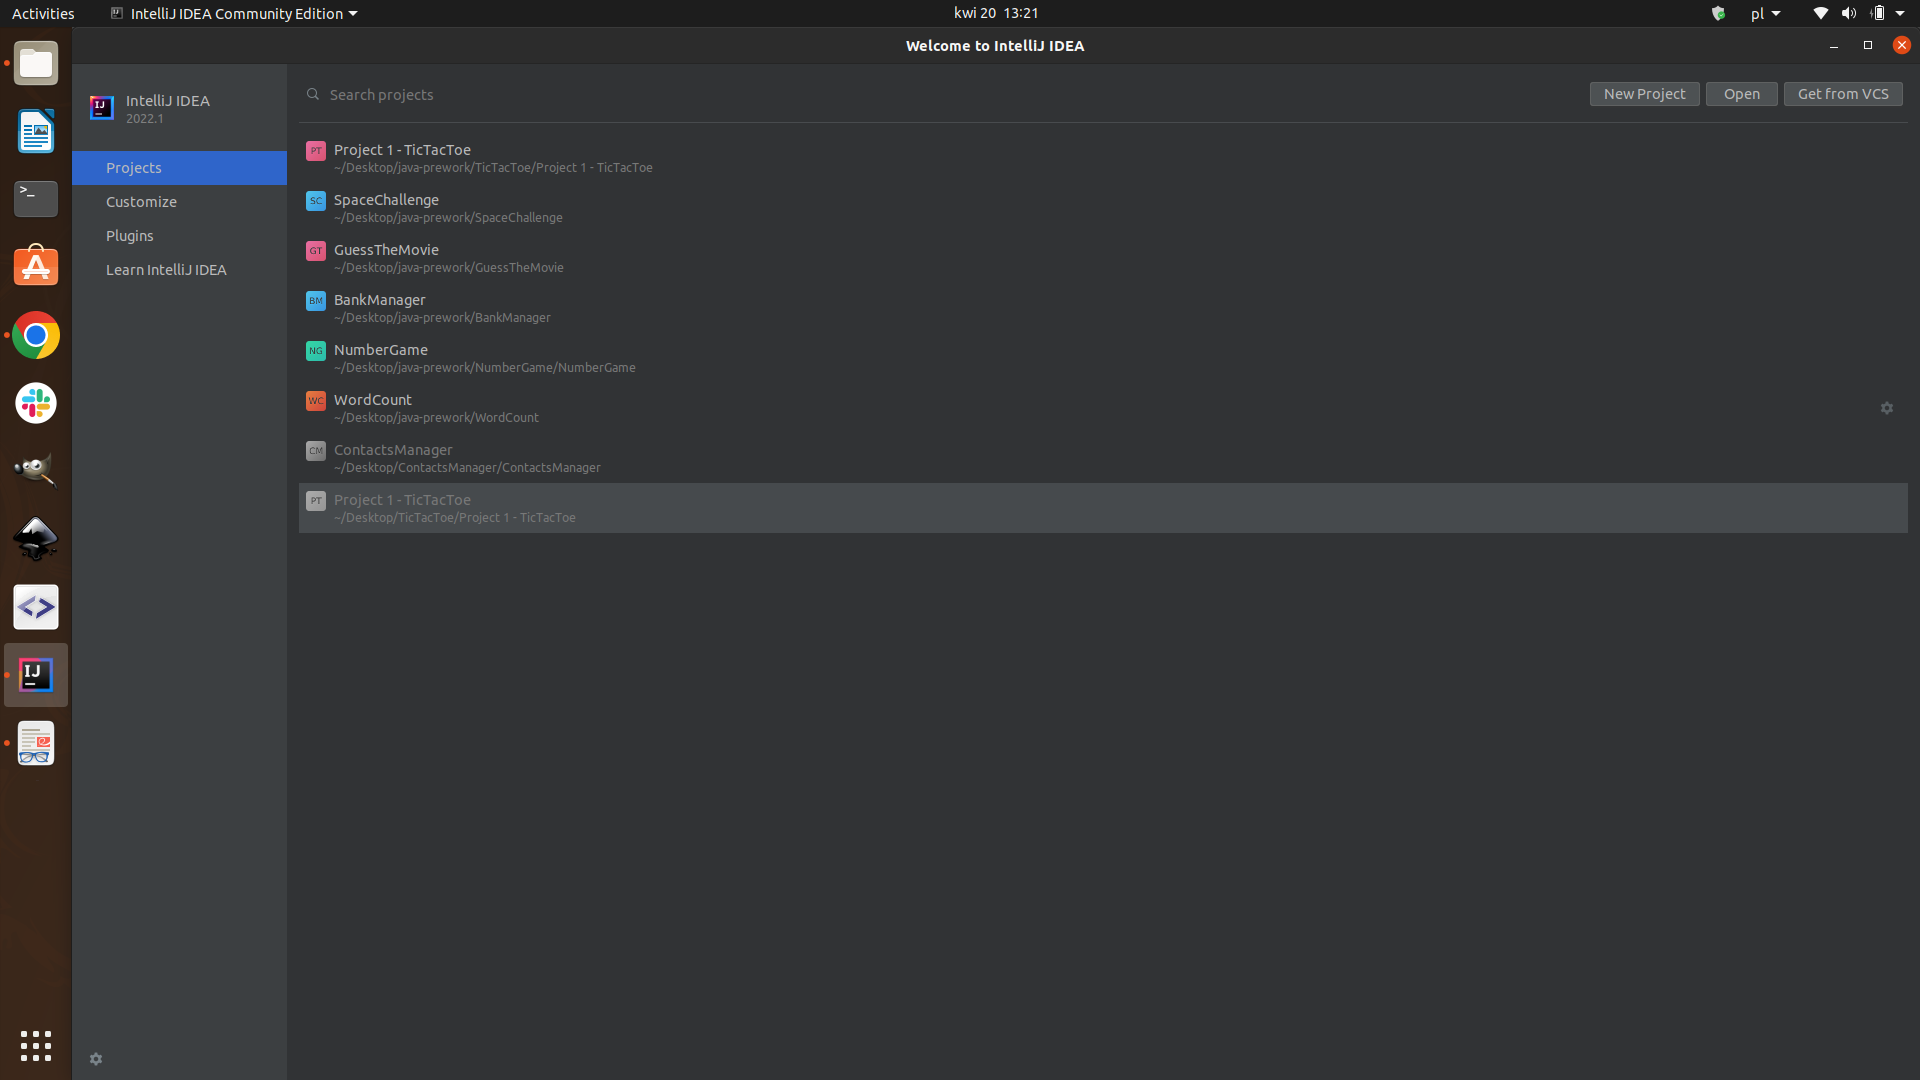 Activities
IntelliJ IDEA Community Edition
kwi 20 13:21
pl
Welcome to IntelliJ IDEA
IJ
IntelliJ IDEA
2022.1
Projects
Customize
Plugins
Learn IntelliJ IDEA
Search projects
New Project
Open
Get from VCS
PT
Project 1 - TicTacToe
~/Desktop/java-prework/TicTacToe/Project 1 - TicTacToe
SC
SpaceChallenge
~/Desktop/java-prework/SpaceChallenge
GT
GuessTheMovie
~/Desktop/java-prework/GuessTheMovie
BM
BankManager
~/Desktop/java-prework/BankManager
NG
NumberGame
~/Desktop/java-prework/NumberGame/NumberGame
WC
WordCount
~/Desktop/java-prework/WordCount
CM
ContactsManager
~/Desktop/ContactsManager/ContactsManager
PT
Project 1 - TicTacToe
~/Desktop/TicTacToe/Project 1 - TicTacToe
>_
IJ